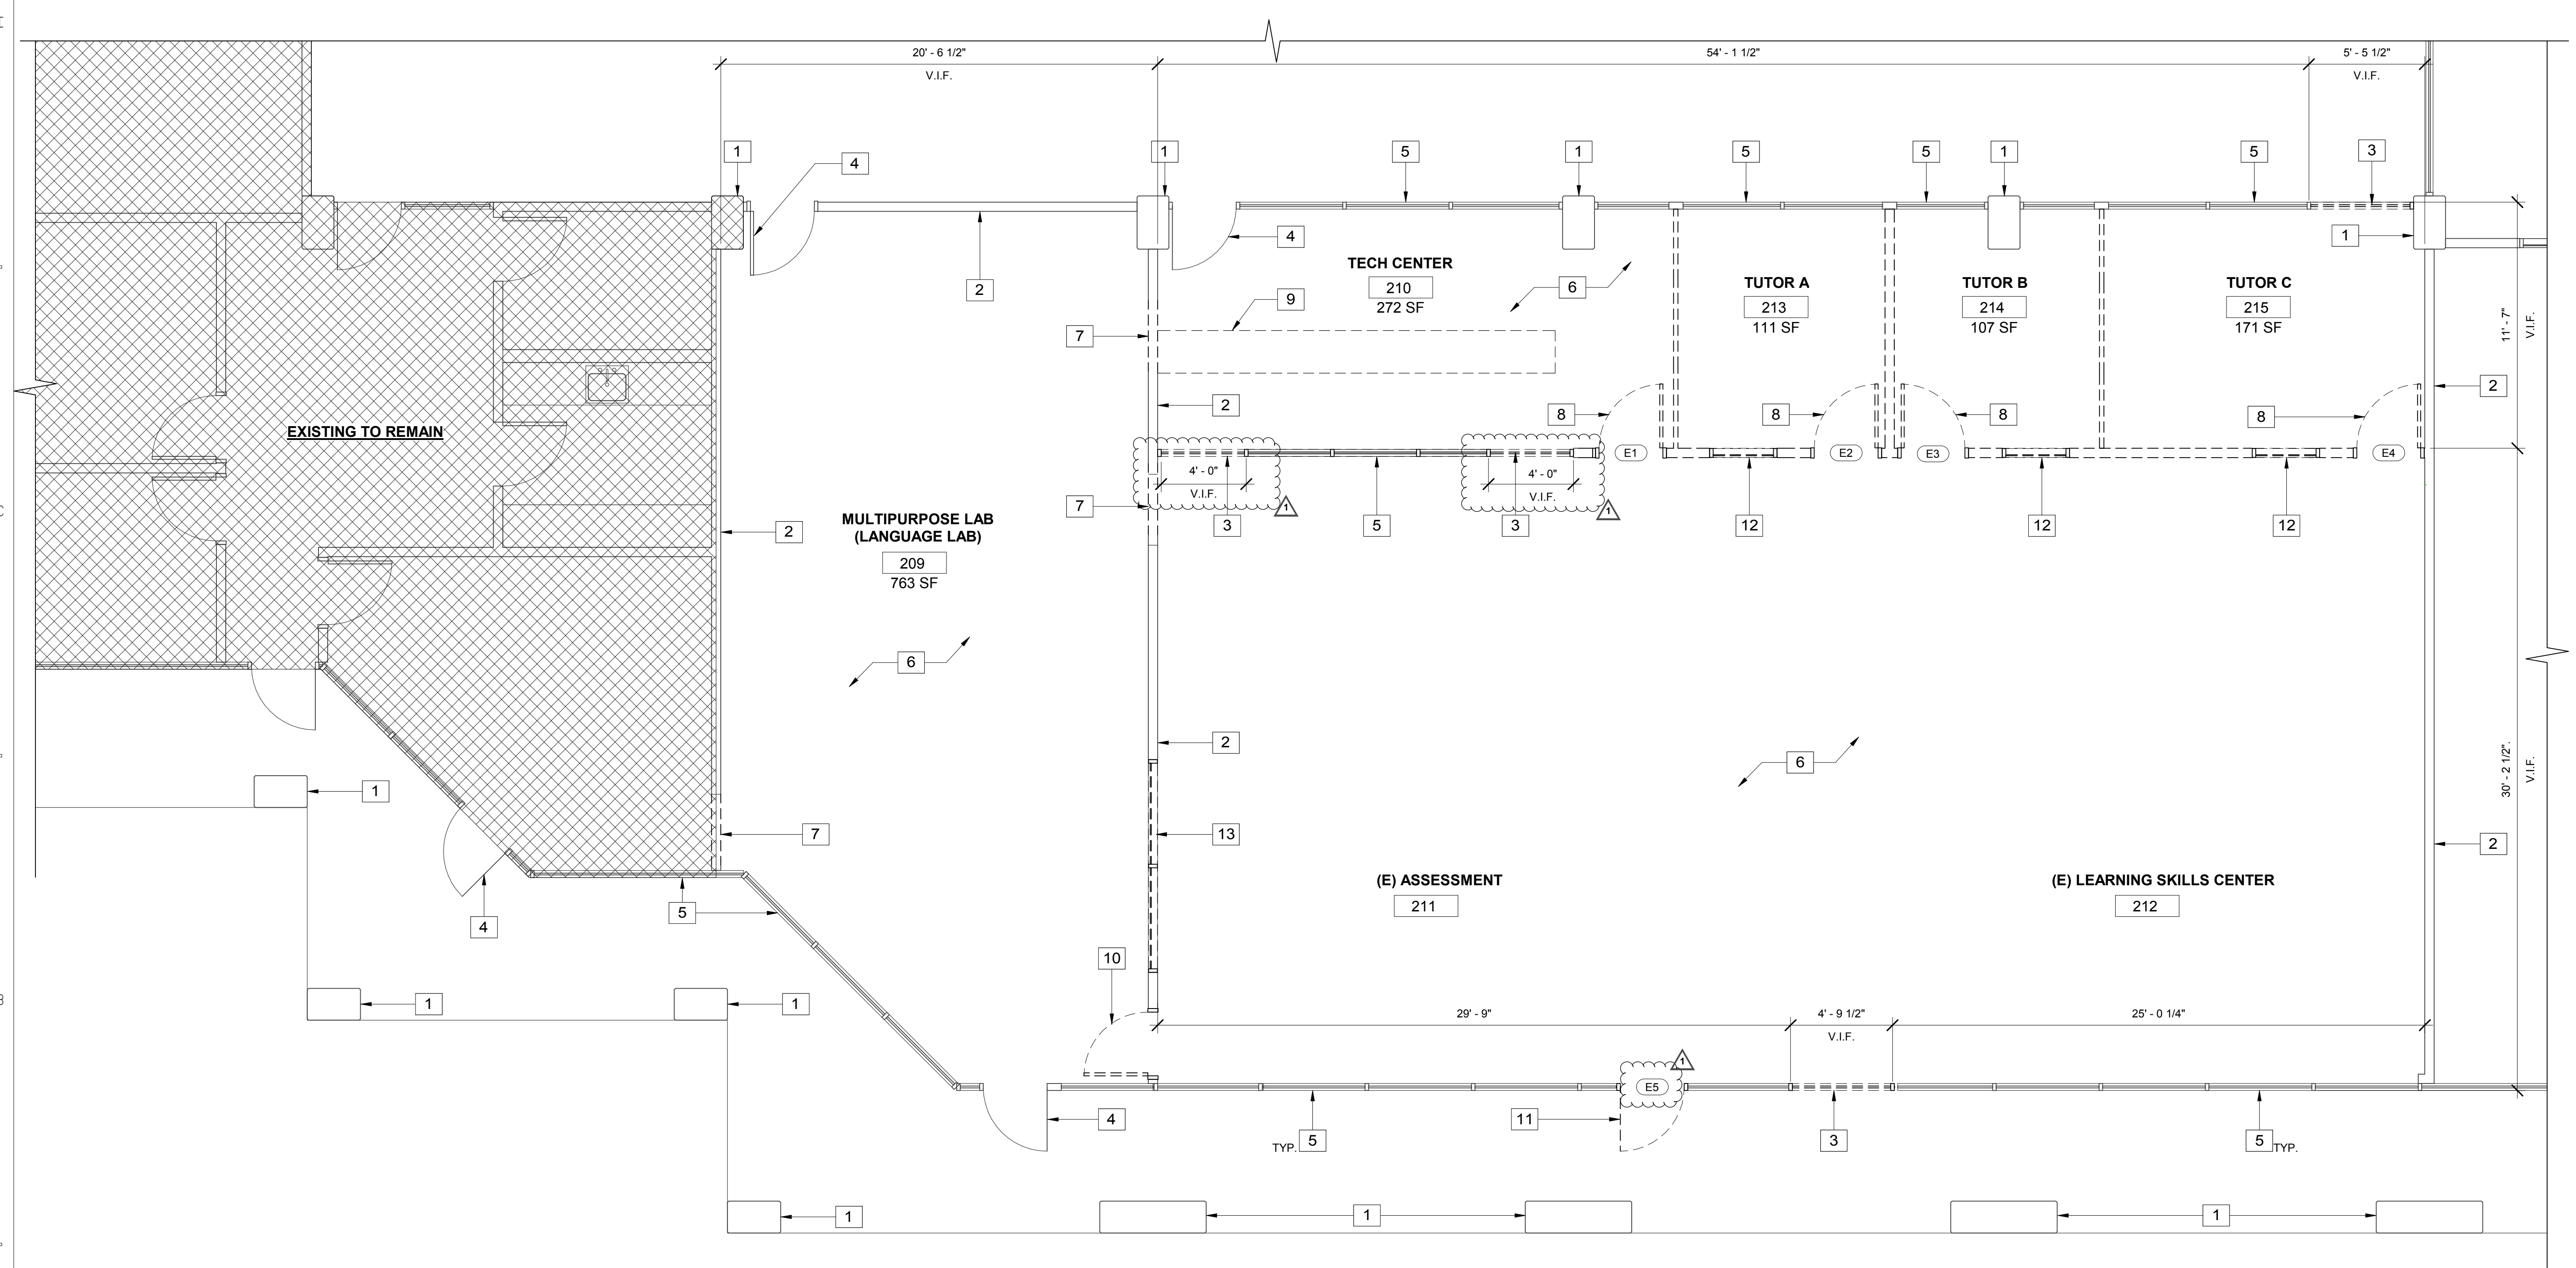 20' - 6 1/2"
54' - 1 1/2"
5' - 5 1/2"
V.I.F.
V.I.F.
1
4
1
5
1
5
5
1
5
3
4
1
TECH CENTER
210
272 SF
6
TUTOR A
213
111 SF
TUTOR B
214
107 SF
TUTOR C
215
171 SF
2
9
7
11' - 7"
V.I.F.
2
2
8
8
8
8
EXISTING TO REMAIN
E1
E2
E3
E4
4' - 0"
V.I.F.
4' - 0"
V.I.F.
7
1
1
3
5
3
12
12
12
2
MULTIPURPOSE LAB
(LANGUAGE LAB)
209
763 SF
6
2
6
30' - 2 1/2".
V.I.F.
1
7
13
2
(E) ASSESSMENT
211
(E) LEARNING SKILLS CENTER
212
5
4
10
1
1
29' - 9"
4' - 9 1/2"
V.I.F.
25' - 0 1/4"
1
E5
4
11
TYP.
5
3
5
TYP.
1
1
1